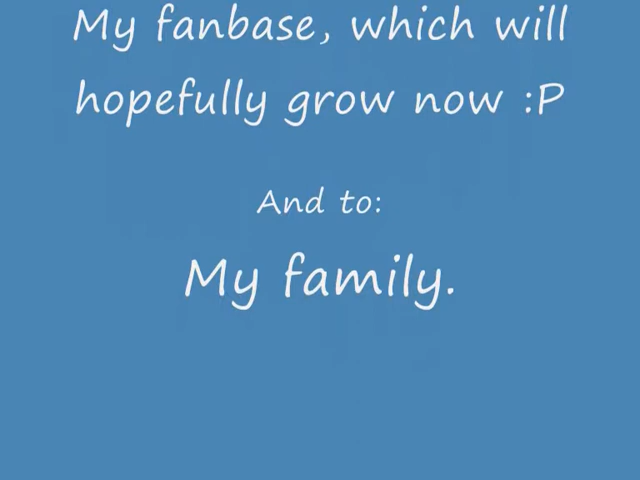 My fanbase, which will
hopefully grow now :P
And to:
My family.